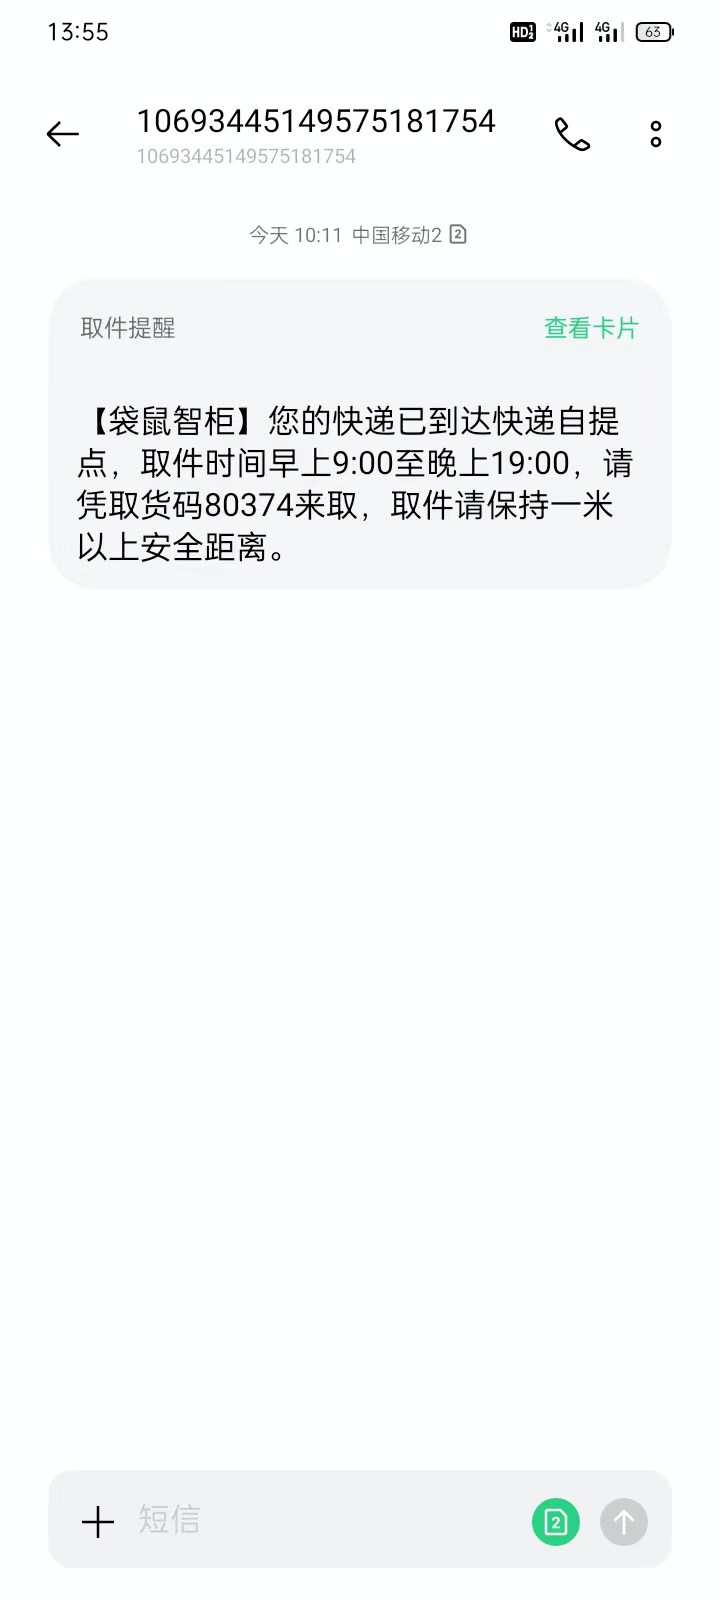 13:55
HD 1 2 4G 4G 63
10693445149575181754
10693445149575181754
今天 10:11 中国移动2 2
取件提醒 查看卡片
【袋鼠智柜】您的快递已到达快递自提
点，取件时间早上9:00至晚上19:00，请
凭取货码80374来取，取件请保持一米
以上安全距离。
短信 2